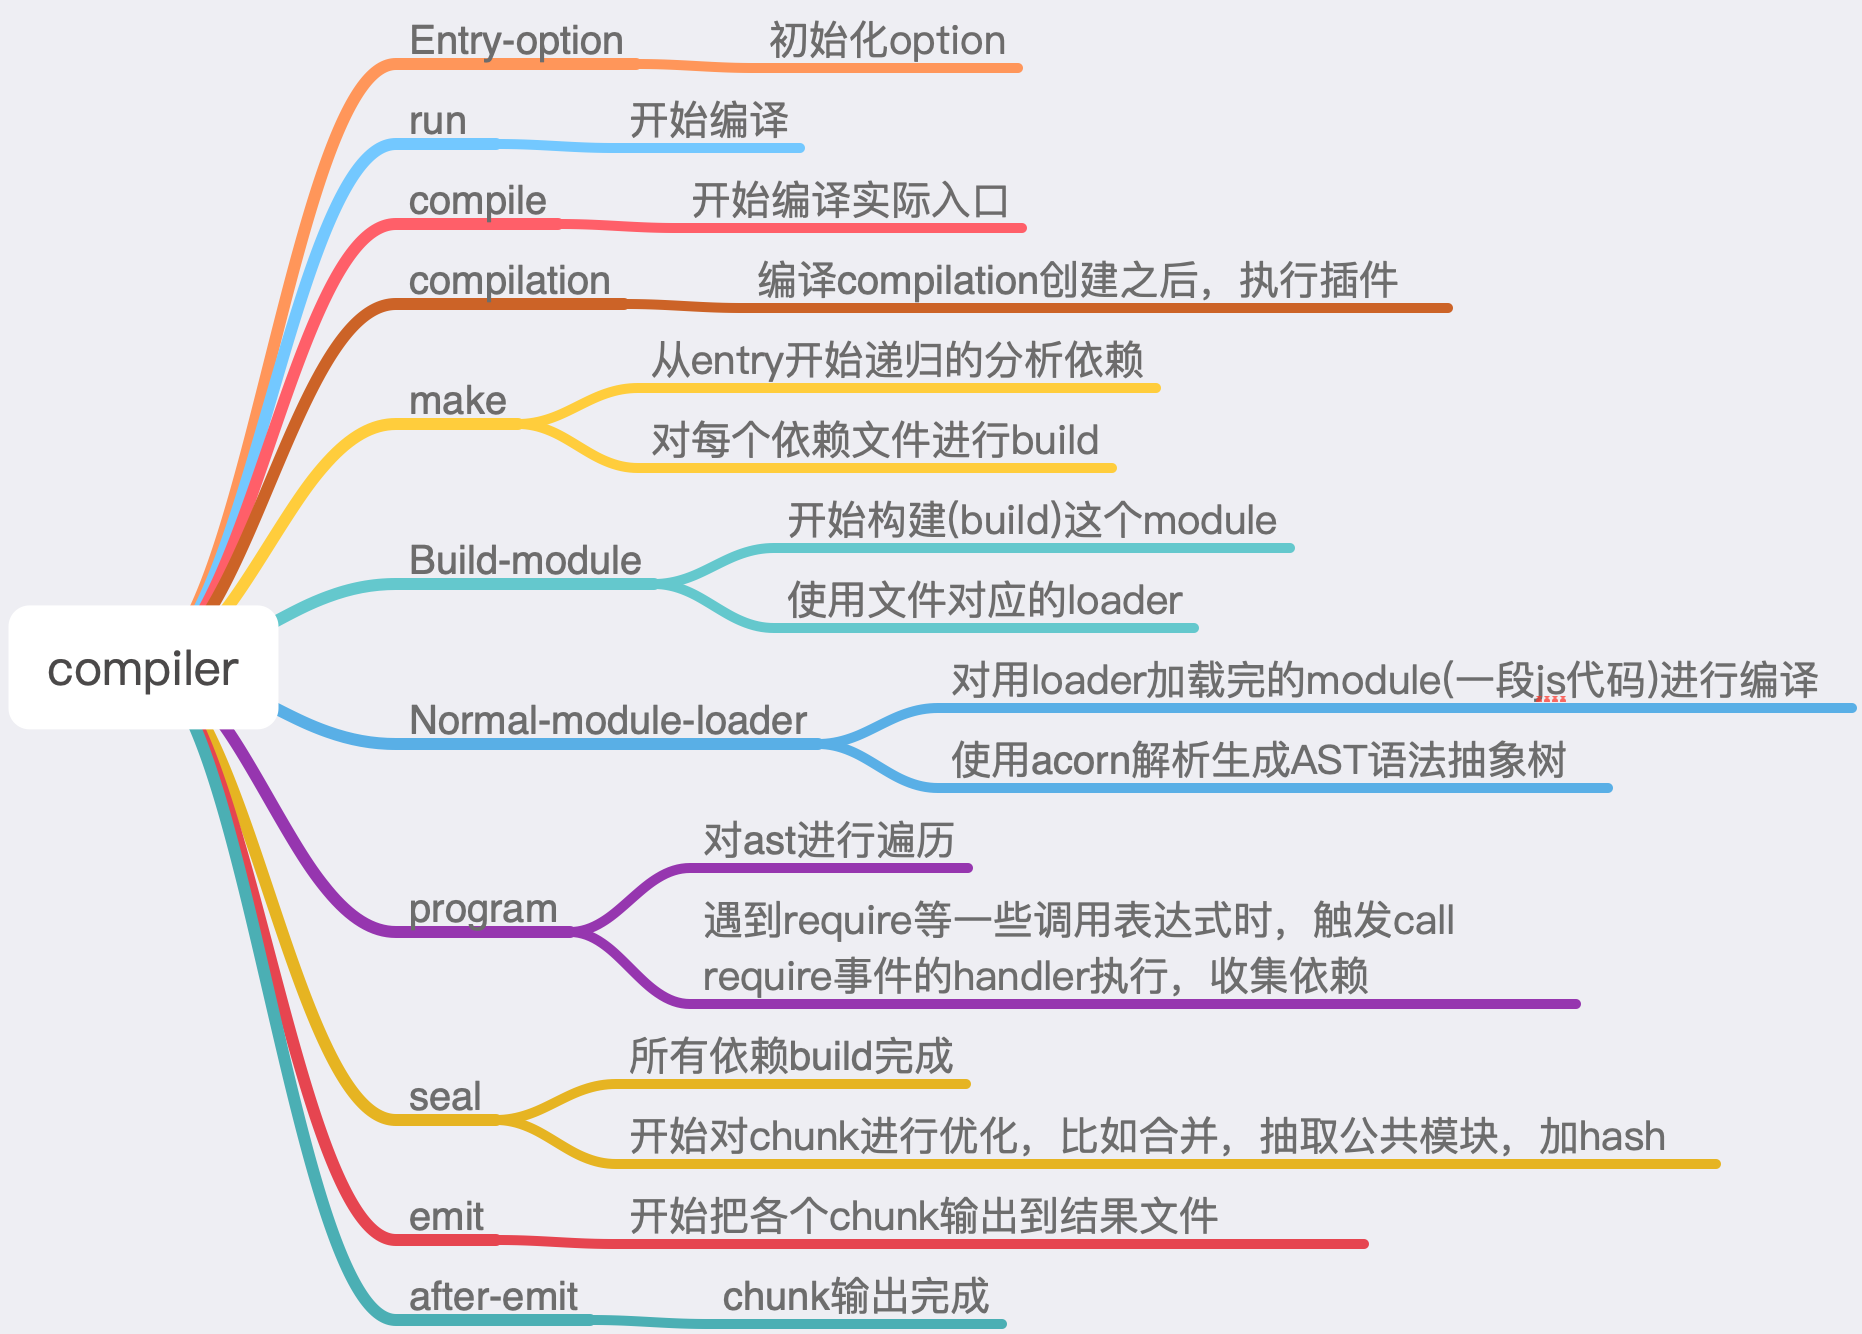 Entry-option
初始化option
run
开始编译
compile
开始编译实际入口
compilation
编译compilation创建之后，执行插件
make
从entry开始递归的分析依赖
对每个依赖文件进行build
Build-module
开始构建(build)这个module
使用文件对应的loader
compiler
Normal-module-loader
对用loader加载完的module(一段js代码)进行编译
使用acorn解析生成AST语法抽象树
program
对ast进行遍历
遇到require等一些调用表达式时，触发call
require事件的handler执行，收集依赖
seal
所有依赖build完成
开始对chunk进行优化，比如合并，抽取公共模块，加hash
emit
开始把各个chunk输出到结果文件
after-emit
chunk输出完成